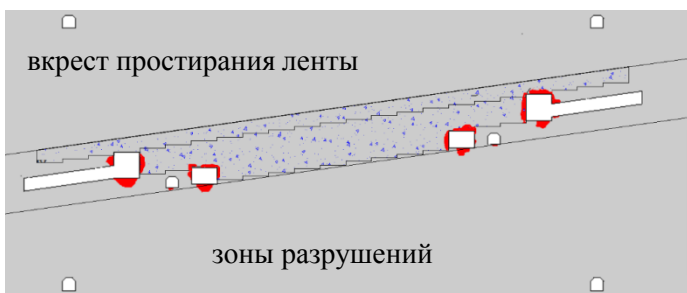 вкрест простирания ленты
зоны разрушений